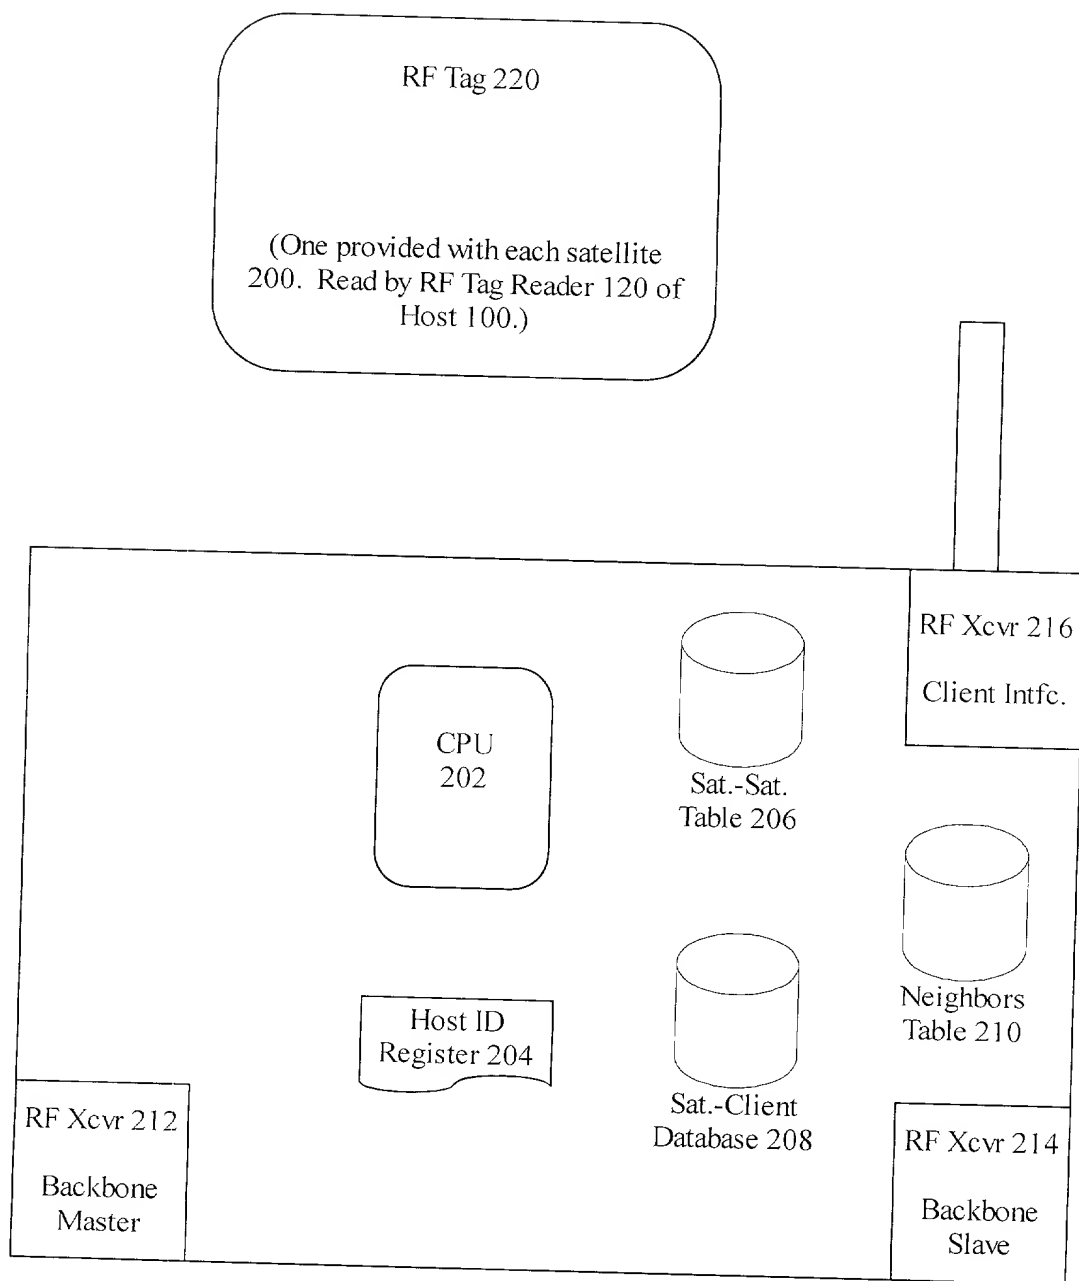 RF Tag 220
(One provided with each satellite
200. Read by RF Tag Reader 120 of
Host 100.)
RF Xcvr 216
Client Intfc.
CPU
202
Sat.-Sat.
Table 206
Neighbors
Table 210
Host ID
Register 204
Sat.-Client
Database 208
RF Xcvr 212
Backbone
Master
RF Xcvr 214
Backbone
Slave